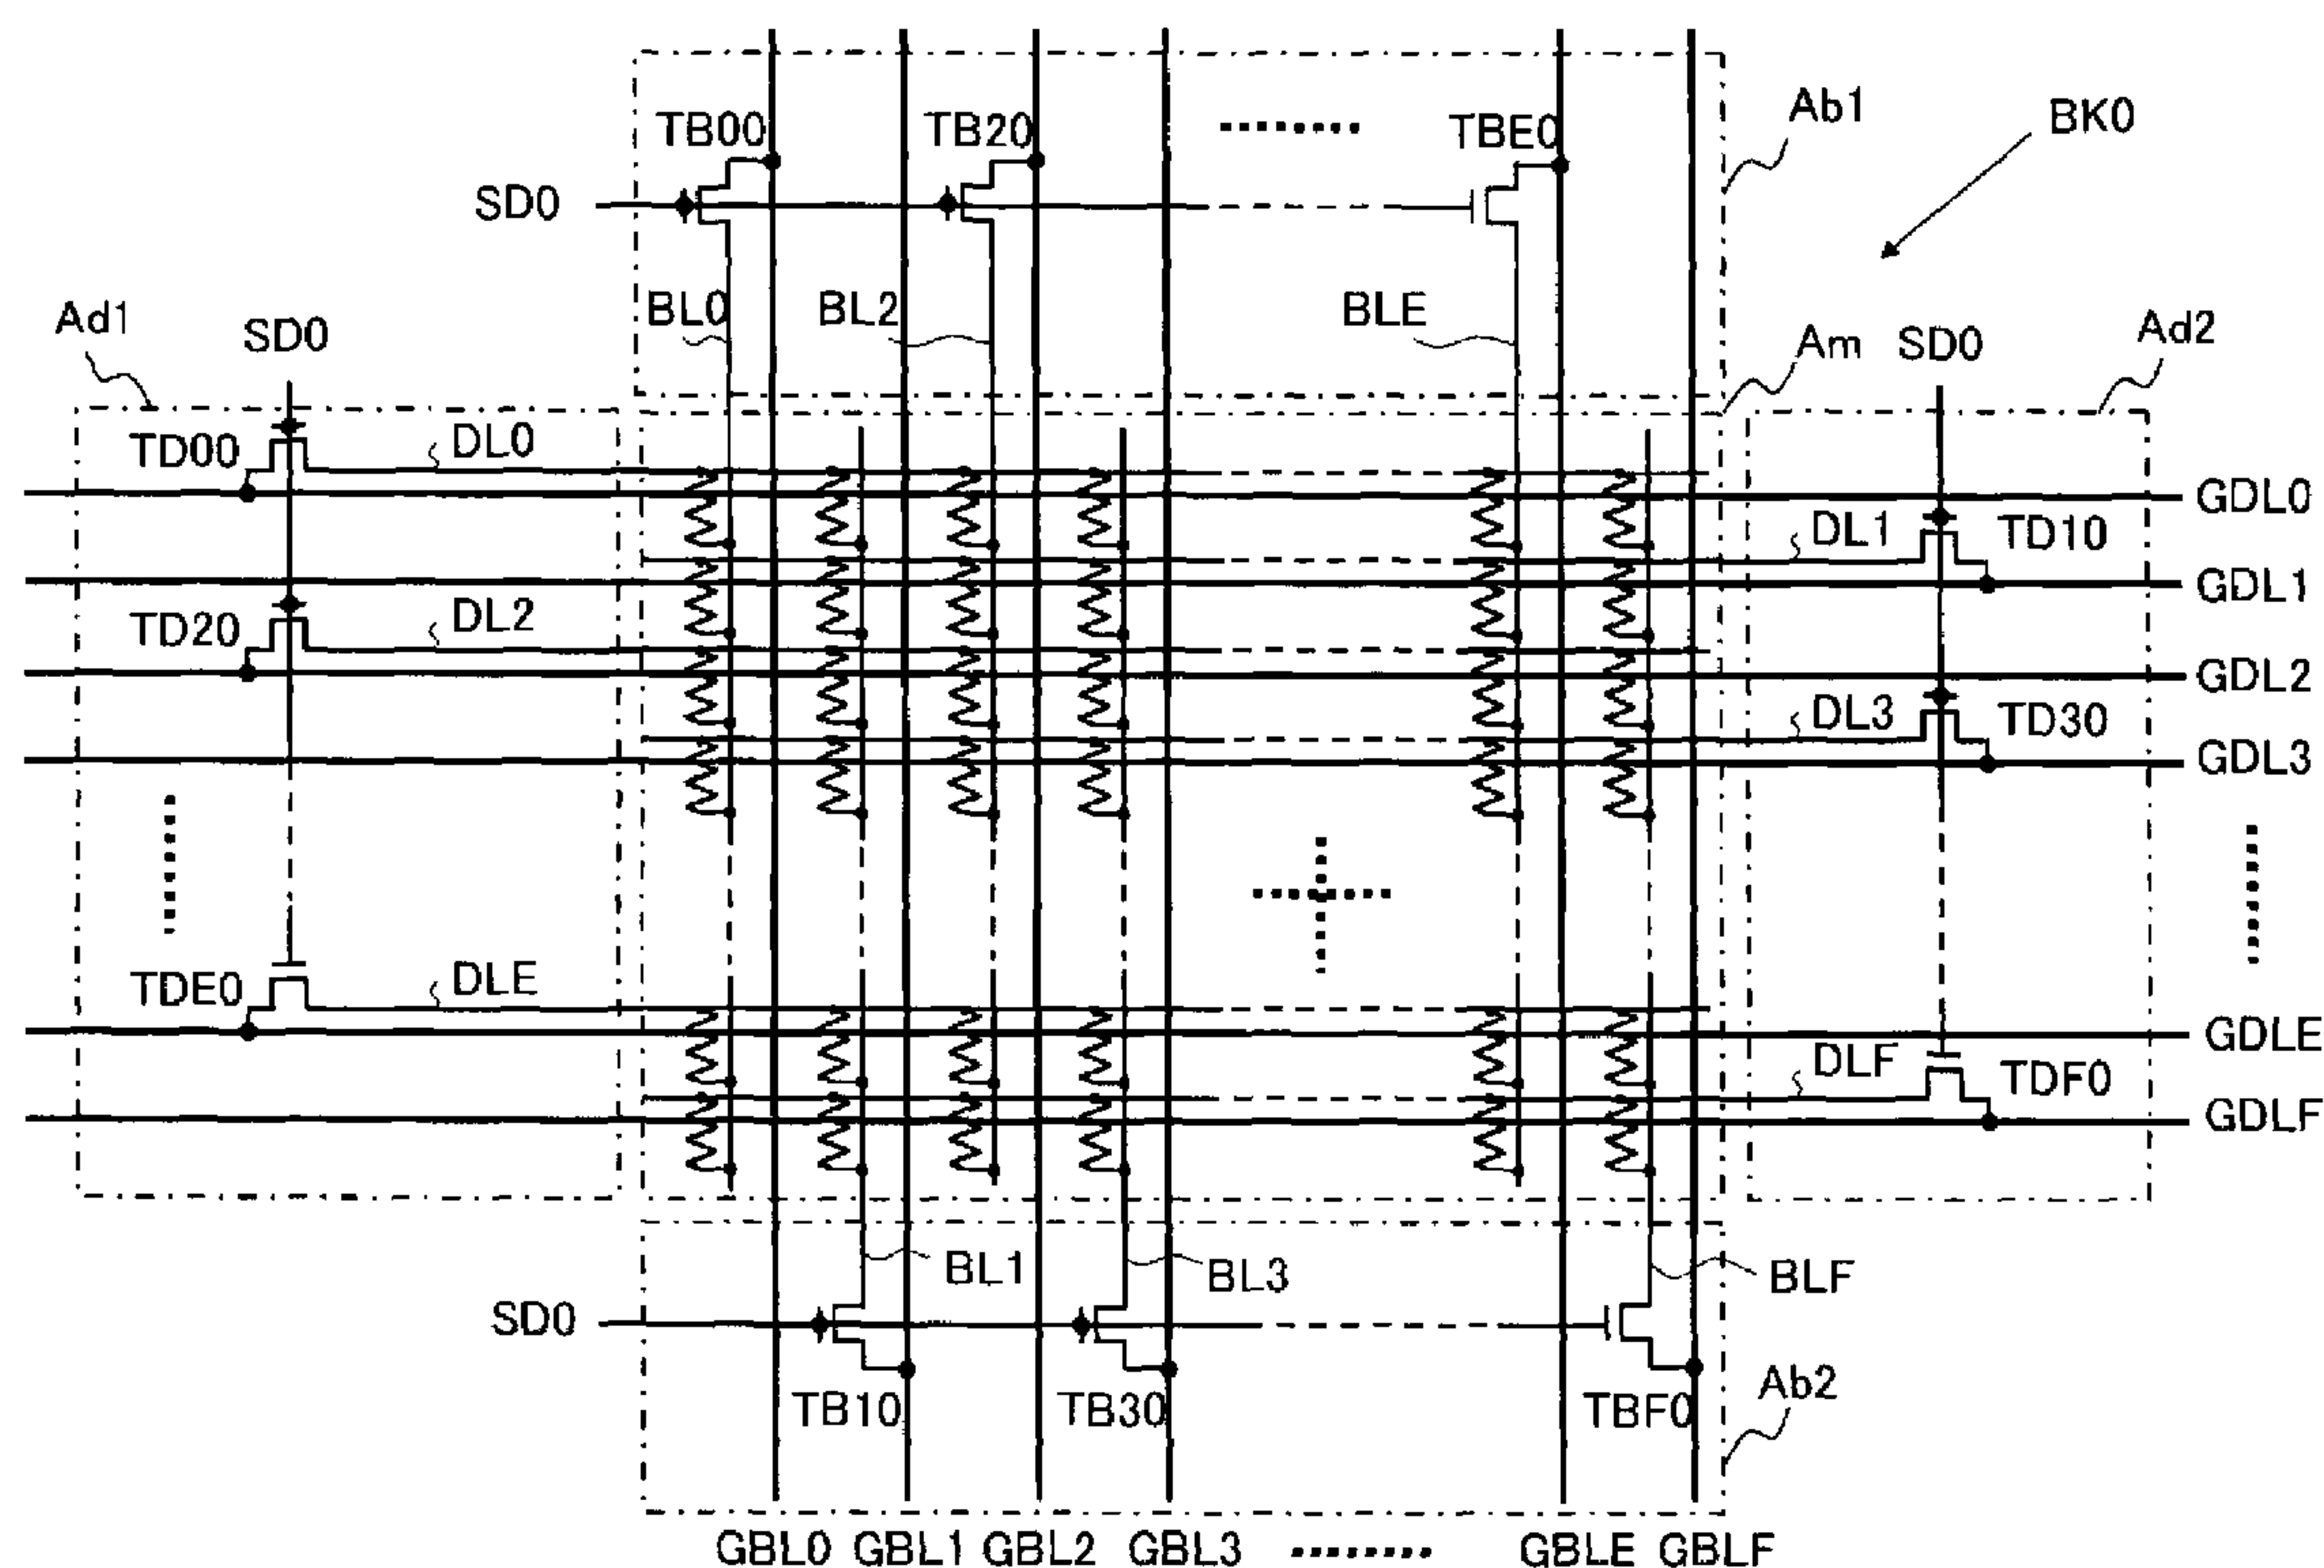 TB00 TB20 TBE0 Ab1 BK0
SD0
BL0 BL2 BLE
Ad1 SD0 Am SD0 Ad2
TD00 DL0
GDL0
DL1 TD10
GDL1
TD20 DL2
GDL2
DL3 TD30
GDL3
TDE0 DLE
GDLE
DLF TDF0
GDLF
BL1 BL3 BLF
SD0
TB10 TB30 TBF0 Ab2
GBL0 GBL1 GBL2 GBL3 GBLE GBLF